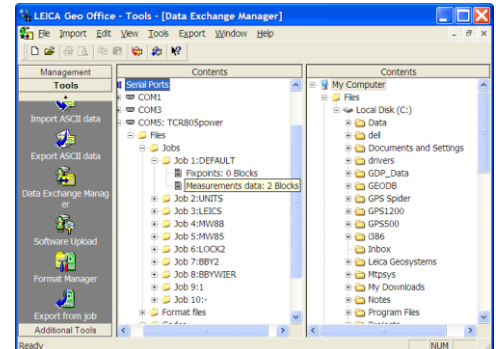 LEICA Geo Office - Tools - [Data Exchange Manager]
File Import Edit View Tools Export Window Help
Management
Tools
Import ASCII data
Export ASCII data
Data Exchange Manag
er
Software Upload
Format Manager
Export from job
Additional Tools
Contents
Serial Ports
COM1
COM3
COM5: TCR805power
Files
Jobs
Job 1:DEFAULT
Fixpoints: 0 Blocks
Measurements data: 2 Blocks
Job 2:UNITS
Job 3:LEICS
Job 4:MW88
Job 5:MW85
Job 6:LOCK2
Job 7:BBY2
Job 8:BBYWIER
Job 9:1
Job 10:-
Format files
Codes
Contents
My Computer
Files
Local Disk (C:)
Data
dell
Documents and Settings
drivers
GDP_Data
GEODB
GPS Spider
GPS1200
GPS500
I386
Inbox
Leica Geosystems
Mtpsys
My Downloads
Notes
Program Files
Projects
Ready
NUM